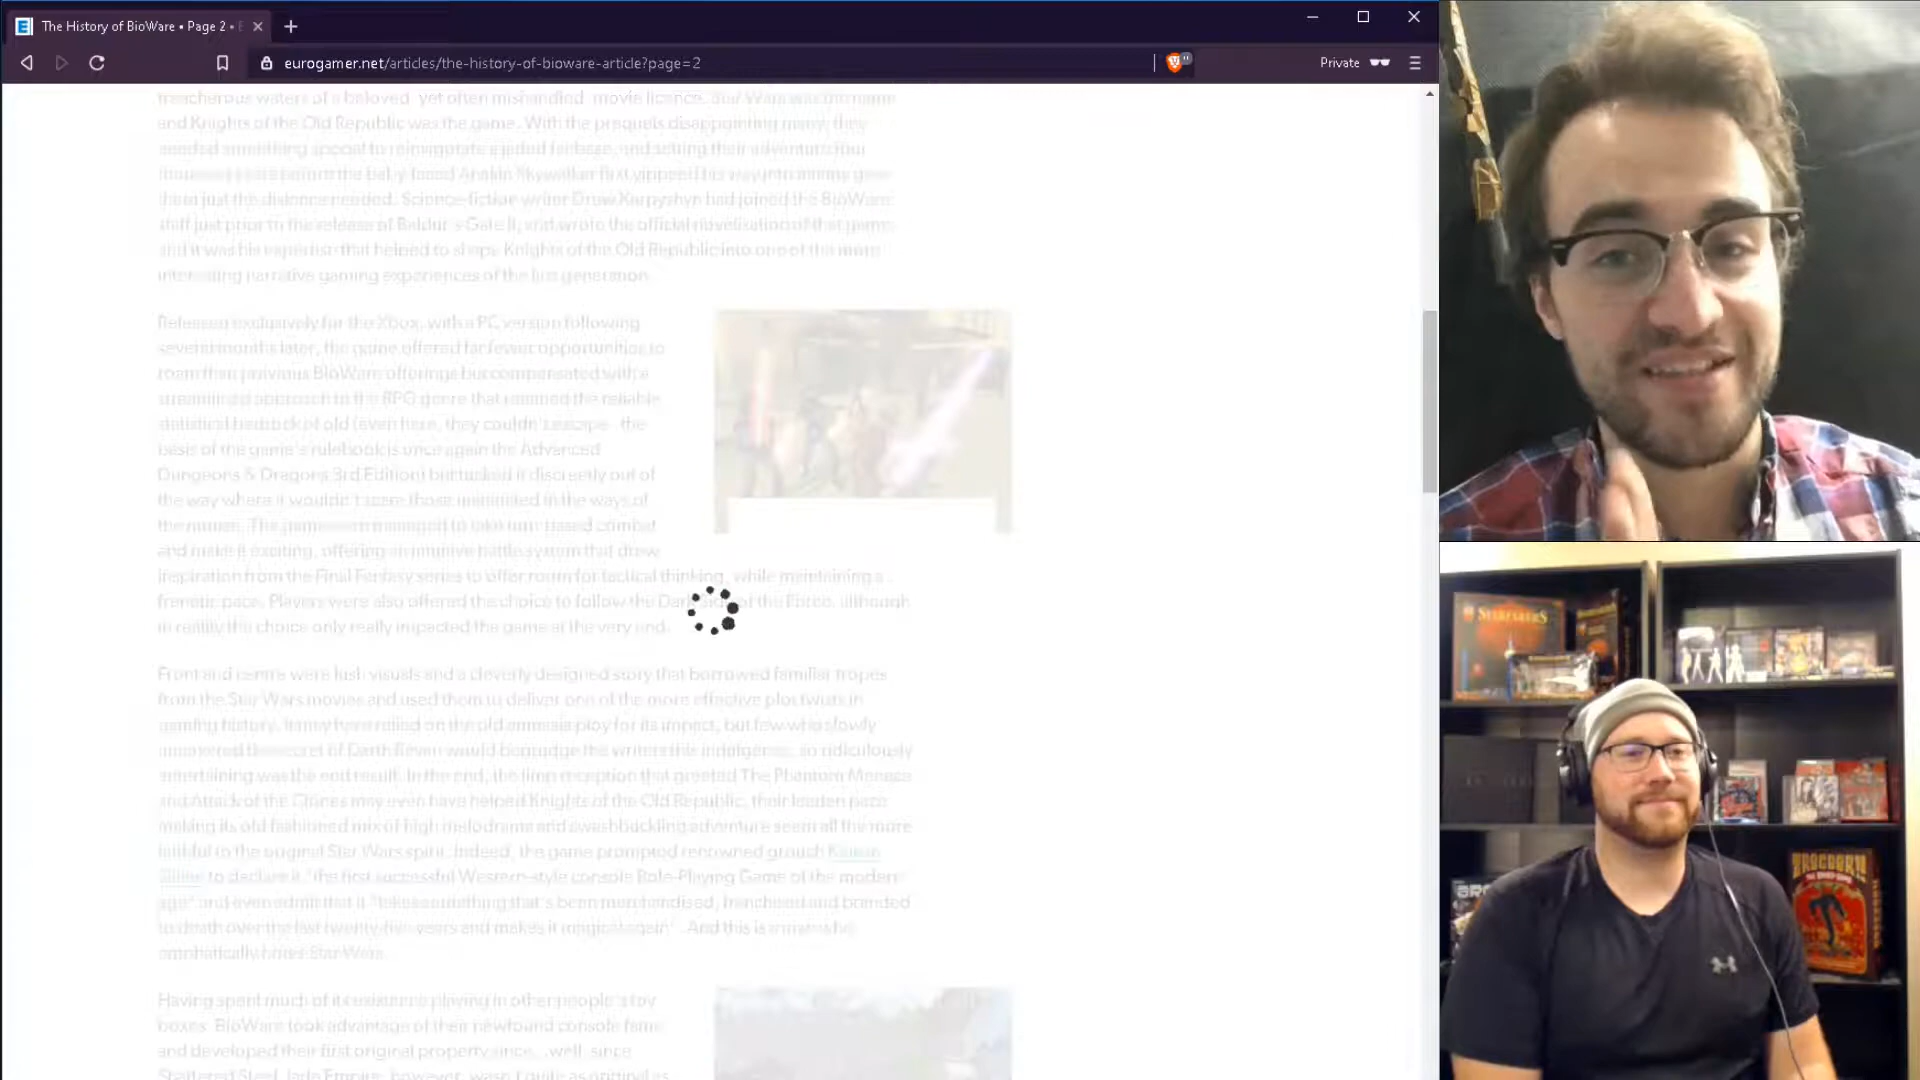 The History of BioWare • Page 2 •
eurogamer.net/articles/the-history-of-bioware-article?page=2
Private
treacherous waters of a beloved yet often mishandled movie licence. Star Wars was the name
and Knights of the Old Republic was the game. With the prequels disappointing many, they
needed something special to reinvigorate a jaded fanbase, and setting their adventure four
thousand years before the baby-faced Anakin Skywalker first yipped his way into infamy gave
them just the distance needed. Science-fiction writer Drew Karpyshyn had joined the BioWare
staff just prior to the release of Baldur's Gate II, and wrote the official novelisation of that game
and it was his expertise that helped to shape Knights of the Old Republic into one of the more
interesting narrative gaming experiences of the last generation.
Released exclusively for the Xbox, with a PC version following
several months later, the game offered far fewer opportunities to
roam than previous BioWare offerings but compensated with a
streamlined approach to the RPG genre that retained the reliable
statistical bedrock of old (even here, they couldn't escape - the
basis of the game's rulebook is once again the Advanced
Dungeons & Dragons 3rd Edition) but tucked it discreetly out of
the way where it wouldn't scare those uninitiated in the ways of
the nerd. The game even managed to take turn-based combat
and make it exciting, offering an intuitive battle system that drew
inspiration from the Final Fantasy series to offer room for tactical thinking, while maintaining a
frenetic pace. Players were also offered the choice to follow the Dark Side of the Force, although
in reality this choice only really impacted the game at the very end.
Front and centre were lush visuals and a cleverly designed story that borrowed familiar tropes
from the Star Wars movies and used them to deliver one of the more effective plot twists in
gaming history. It may have relied on the old amnesia ploy for its impact, but few who slowly
uncovered the secret of Darth Revan would begrudge the writers this indulgence, so ridiculously
entertaining was the end result. In the end, the limp reception that greeted The Phantom Menace
and Attack of the Clones may even have helped Knights of the Old Republic, their leaden pace
making its old fashioned mix of high melodrama and swashbuckling adventure seem all the more
faithful to the original Star Wars spirit. Indeed, the game prompted renowned grouch Kieron
Gillen to declare it "the first successful Western-style console Role-Playing Game of the modern
age" and even admit that it "takes something that's been merchandised, franchised and branded
to death over the last twenty-five years and makes it magical again". And this is a man who
emphatically hates Star Wars.
Having spent much of its existence playing in other people's toy
boxes, BioWare took advantage of their newfound console fame
and developed their first original property since... well, since
Shattered Steel. Jade Empire, however, wasn't quite as original as
STARFARERS